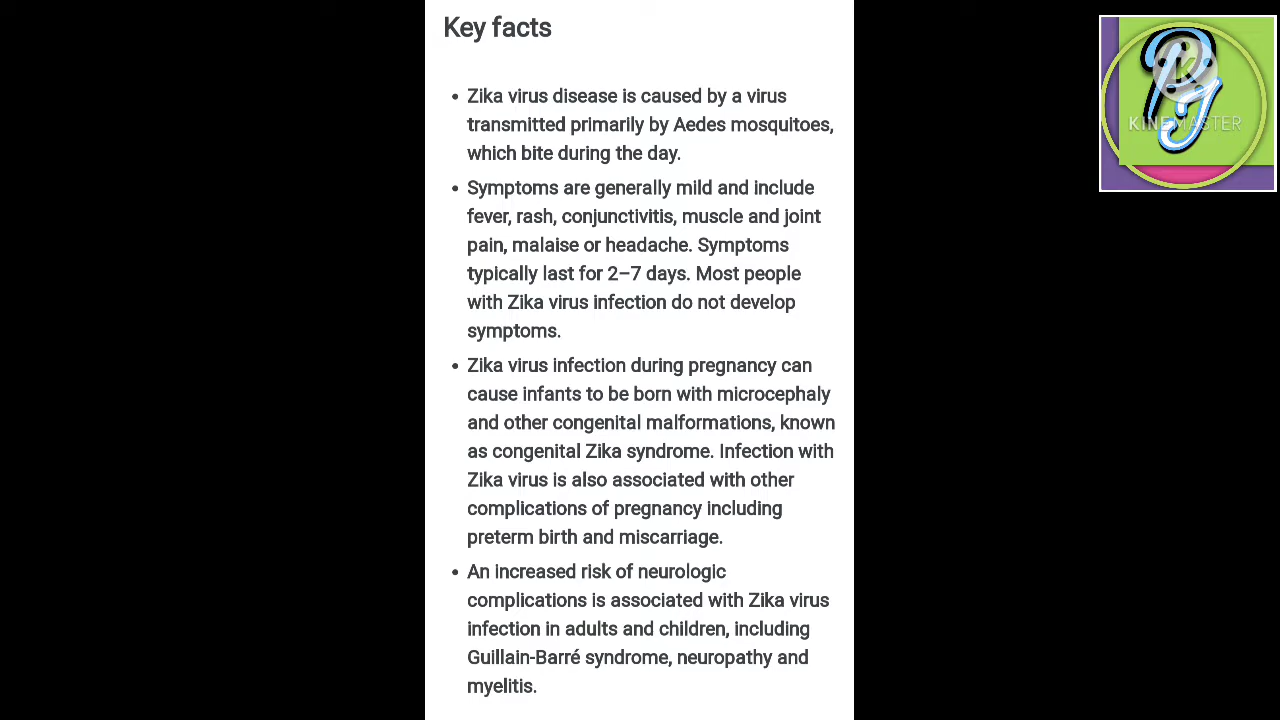 Key facts
• Zika virus disease is caused by a virus
transmitted primarily by Aedes mosquitoes,
which bite during the day.
• Symptoms are generally mild and include
fever, rash, conjunctivitis, muscle and joint
pain, malaise or headache. Symptoms
typically last for 2–7 days. Most people
with Zika virus infection do not develop
symptoms.
• Zika virus infection during pregnancy can
cause infants to be born with microcephaly
and other congenital malformations, known
as congenital Zika syndrome. Infection with
Zika virus is also associated with other
complications of pregnancy including
preterm birth and miscarriage.
• An increased risk of neurologic
complications is associated with Zika virus
infection in adults and children, including
Guillain-Barré syndrome, neuropathy and
myelitis.
KINEMASTER